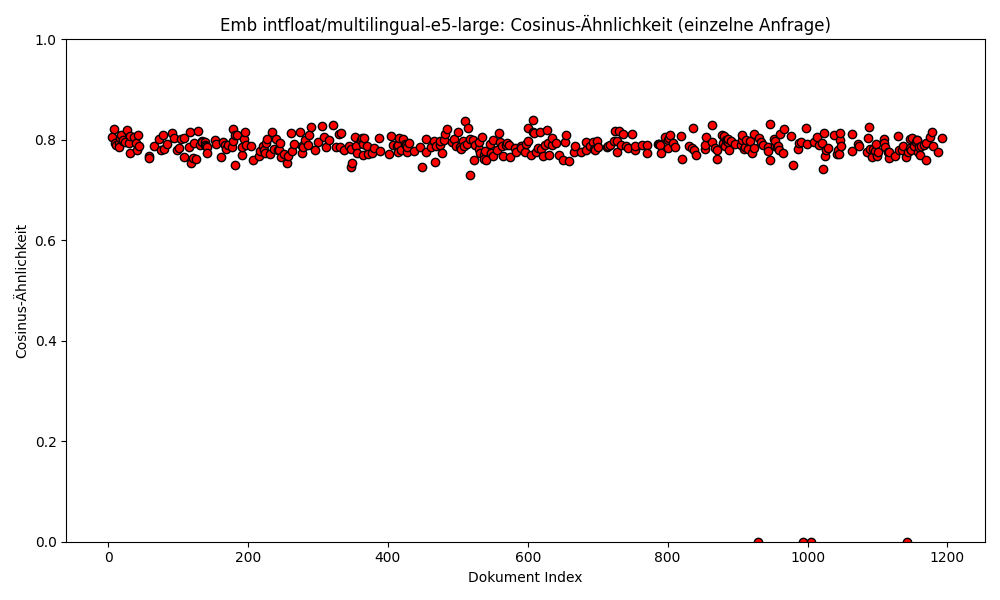 Emb intfloat/multilingual-e5-large: Cosinus-Ähnlichkeit (einzelne Anfrage)
1.0
0.8
0.6
0.4
0.2
0.0
Cosinus-Ähnlichkeit
0 200 400 600 800 1000 1200
Dokument Index